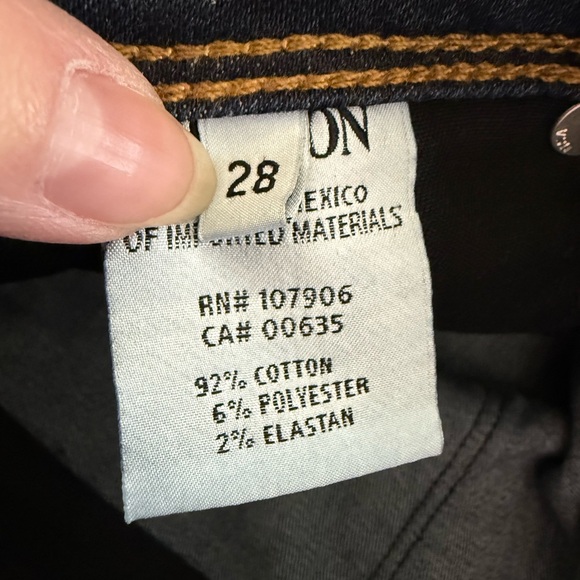 ON
28
MEXICO
OF IMPORTED MATERIALS
RN# 107906
CA# 00635
92% COTTON
6% POLYESTER
2% ELASTAN